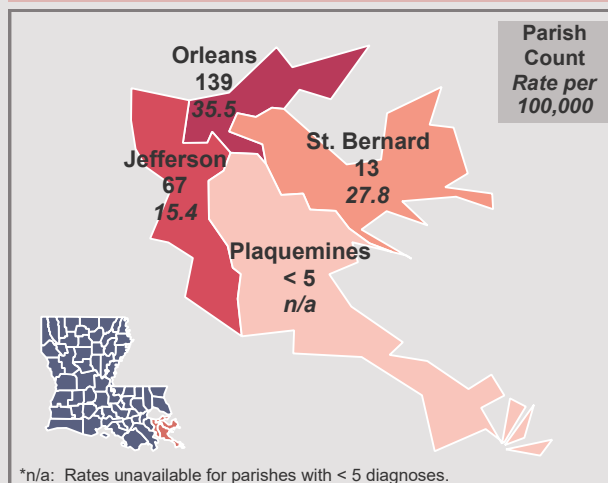 Parish
Count
Rate per
100,000
Orleans
139
35.5
St. Bernard
13
27.8
Jefferson
67
15.4
Plaquemines
< 5
n/a
*n/a: Rates unavailable for parishes with < 5 diagnoses.